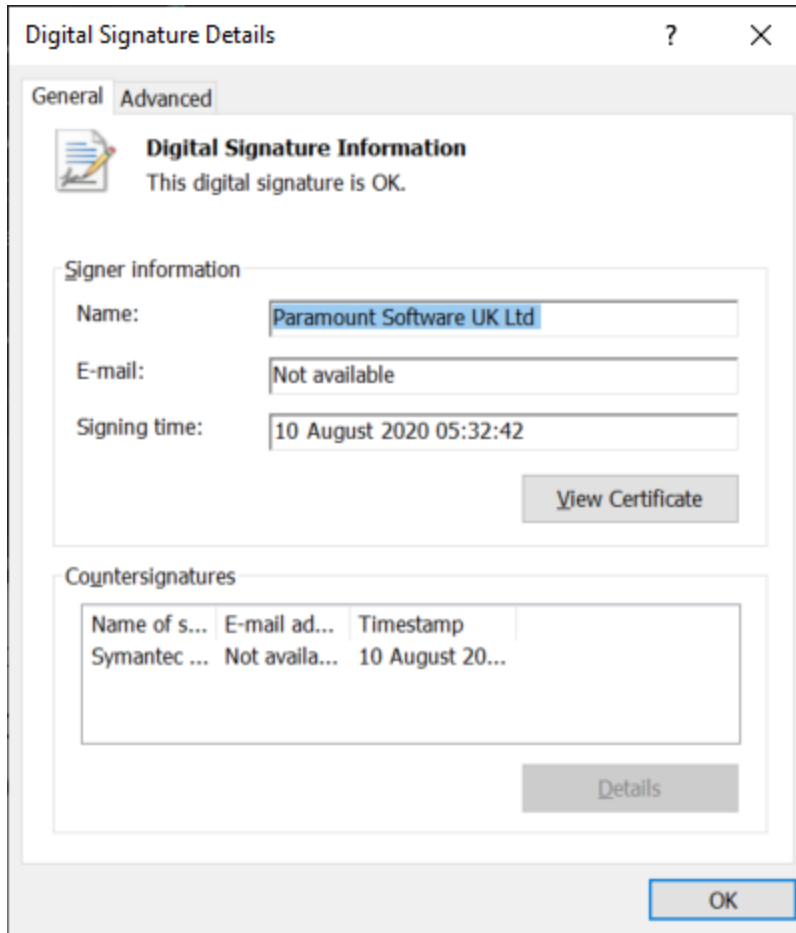 Digital Signature Details ?
General Advanced
Digital Signature Information
This digital signature is OK.
Signer information
Name: Paramount Software UK Ltd
E-mail: Not available
Signing time: 10 August 2020 05:32:42
View Certificate
Countersignatures
Name of s... E-mail ad... Timestamp
Symantec ... Not availa... 10 August 20...
Details
OK